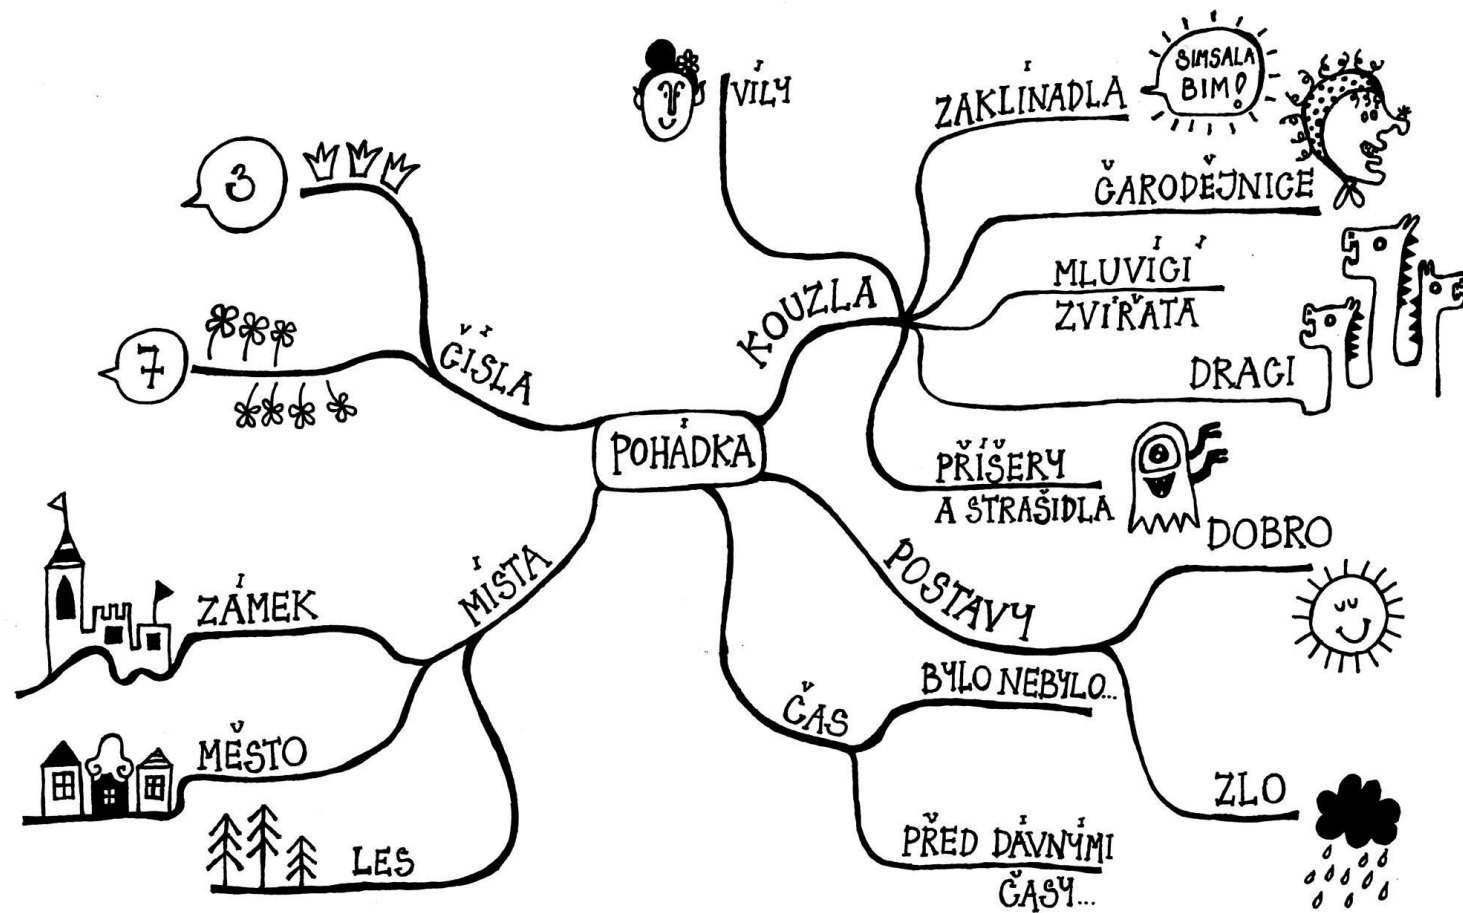 VÍLY
ZAKLÍNADLA
SIMSALA
BIM!
ČARODĚJNICE
MLUVÍCÍ
ZVÍŘATA
DRACI
PŘÍŠERY
A STRAŠIDLA
KOUZLA
3
7
ČÍSLA
POHÁDKA
MÍSTA
ZÁMEK
MĚSTO
LES
POSTAVY
DOBRO
ZLO
ČAS
BYLO NEBYLO...
PŘED DÁVNÝMI
ČASY...